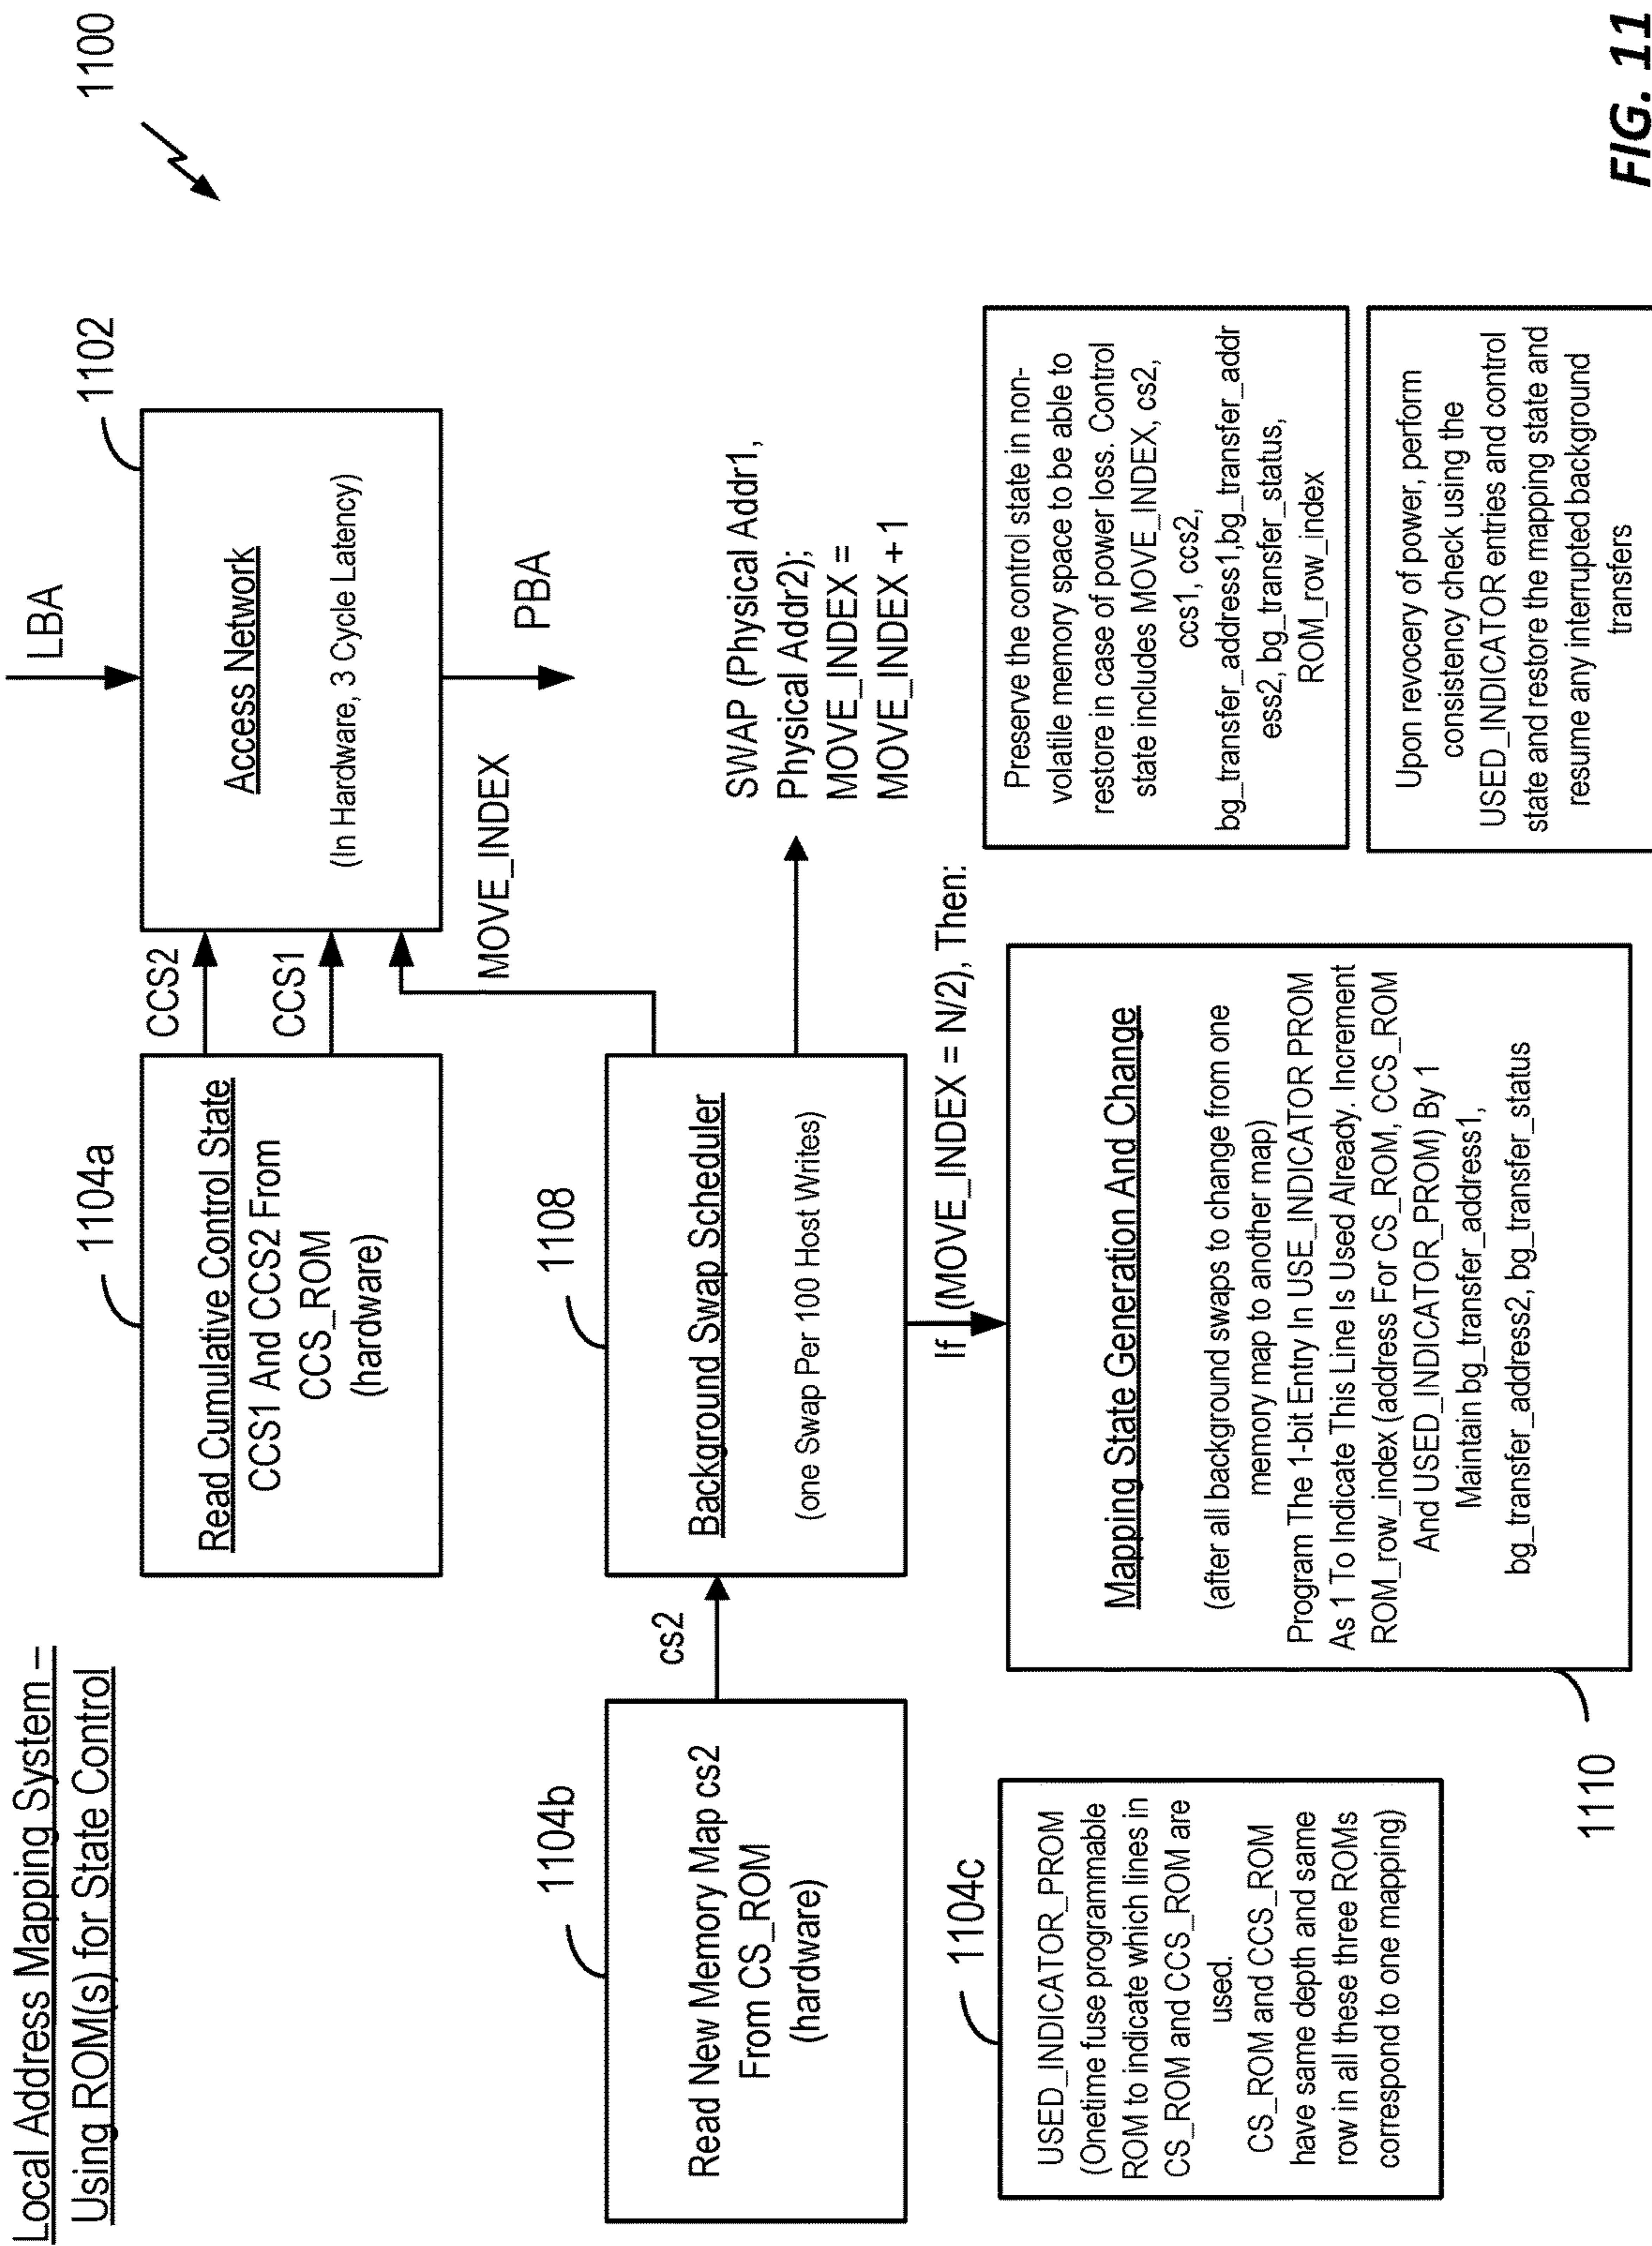 Local Address Mapping System –
Using ROM(s) for State Control
1100
1104a
Read Cumulative Control State
CCS1 And CCS2 From
CCS_ROM
(hardware)
CCS2
CCS1
LBA
1102
Access Network
(In Hardware, 3 Cycle Latency)
MOVE_INDEX
PBA
1104b
Read New Memory Map cs2
From CS_ROM
(hardware)
cs2
1108
Background Swap Scheduler
(one Swap Per 100 Host Writes)
SWAP (Physical Addr1,
Physical Addr2);
MOVE_INDEX =
MOVE_INDEX + 1
If (MOVE_INDEX = N/2), Then:
1104c
USED_INDICATOR_PROM
(Onetime fuse programmable
ROM to indicate which lines in
CS_ROM and CCS_ROM are
used.
CS_ROM and CCS_ROM
have same depth and same
row in all these three ROMs
correspond to one mapping)
1110
Mapping State Generation And Change
(after all background swaps to change from one
memory map to another map)
Program The 1-bit Entry In USE_INDICATOR PROM
As 1 To Indicate This Line Is Used Already. Increment
ROM_row_index (address For CS_ROM, CCS_ROM
And USED_INDICATOR_PROM) By 1
Maintain bg_transfer_address1,
bg_transfer_address2, bg_transfer_status
Preserve the control state in non-
volatile memory space to be able to
restore in case of power loss. Control
state includes MOVE_INDEX, cs2,
ccs1, ccs2,
bg_transfer_address1,bg_transfer_addr
ess2, bg_transfer_status,
ROM_row_index
Upon revocery of power, perform
consistency check using the
USED_INDICATOR entries and control
state and restore the mapping state and
resume any interrupted background
transfers
FIG. 11